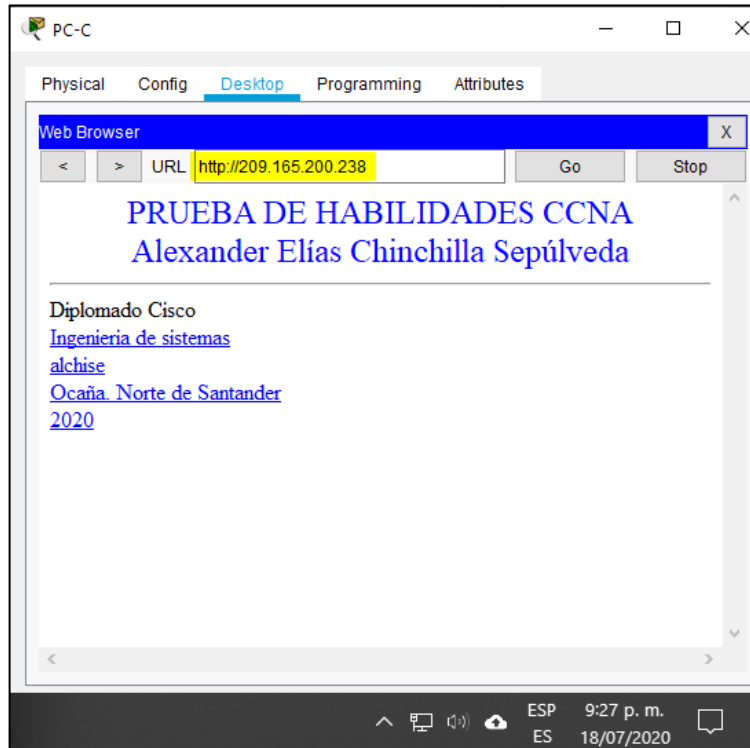 PC-C
Physical Config Desktop Programming Attributes
Web Browser X
< > URL http://209.165.200.238 Go Stop
PRUEBA DE HABILIDADES CCNA
Alexander Elías Chinchilla Sepúlveda
Diplomado Cisco
Ingenieria de sistemas
alchise
Ocaña. Norte de Santander
2020
ESP 9:27 p. m.
ES 18/07/2020